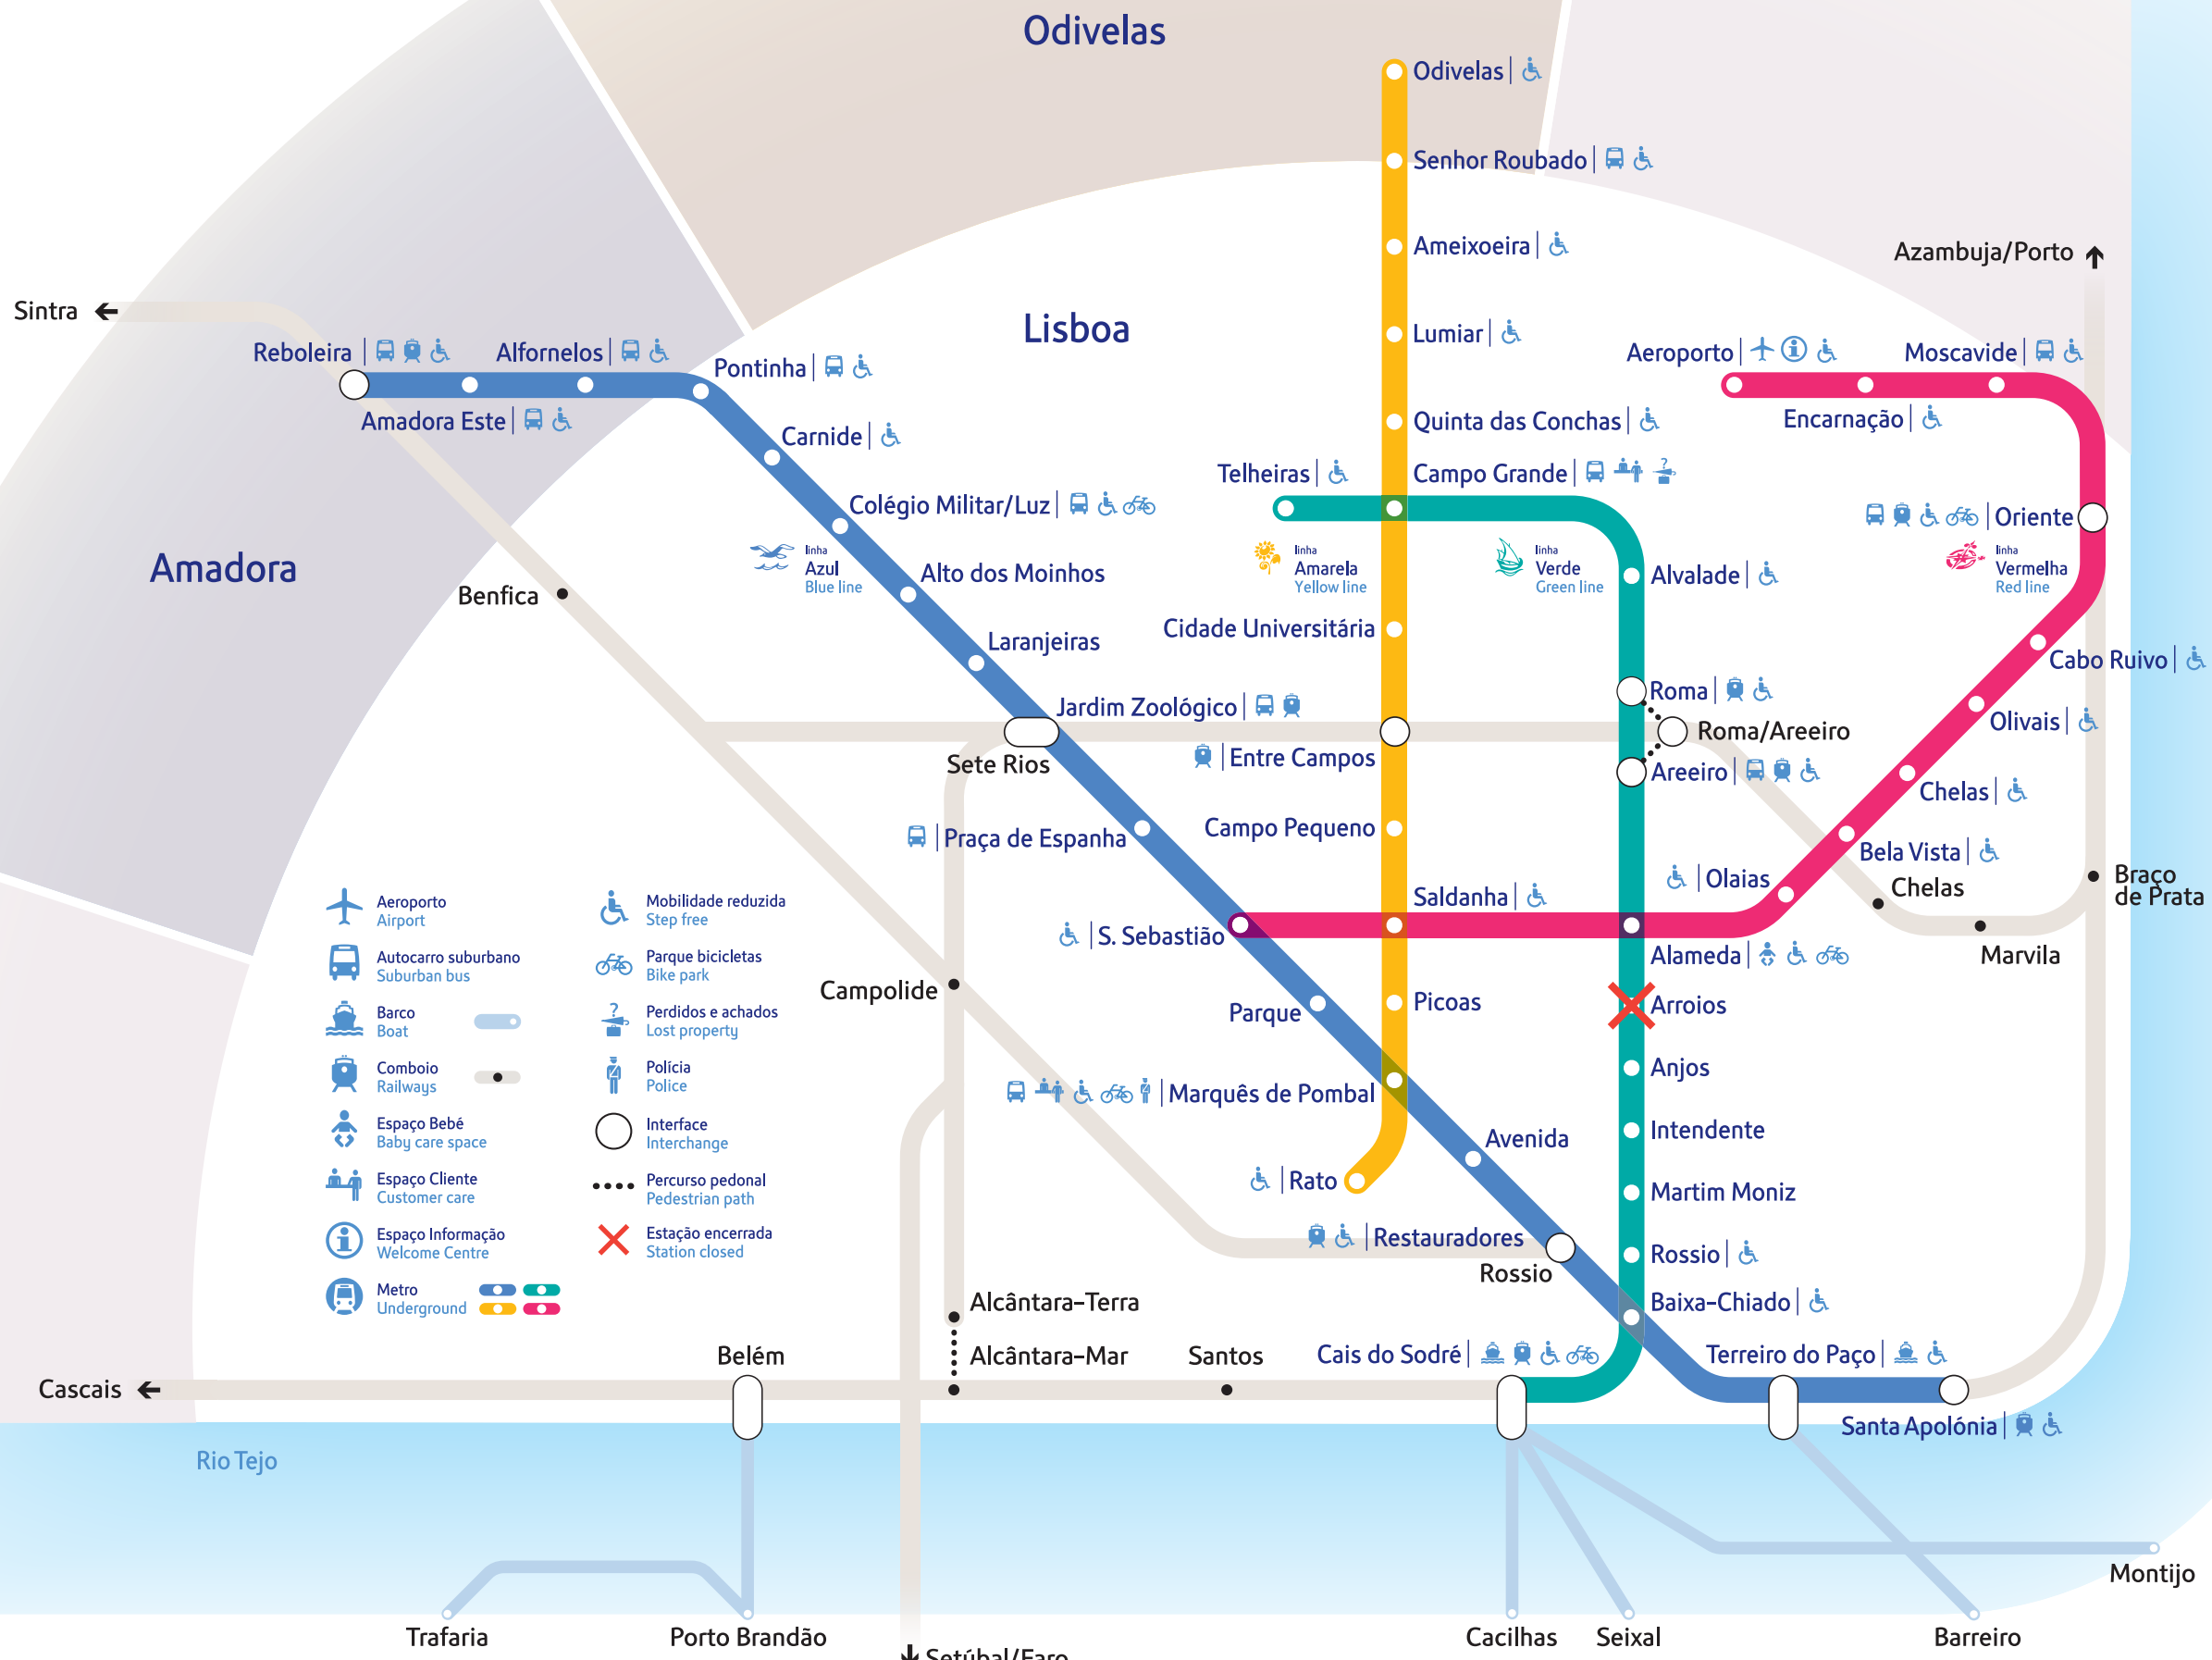 Odivelas
Odivelas
Senhor Roubado
Ameixoeira
Azambuja/Porto
Sintra
Lisboa
Lumiar
Reboleira
Alfornelos
Pontinha
Aeroporto
Moscavide
Amadora Este
Carnide
Quinta das Conchas
Encarnação
Telheiras
Campo Grande
Colégio Militar/Luz
Oriente
Amadora
linha
Azul
Blue line
linha
Amarela
Yellow line
linha
Verde
Green line
linha
Vermelha
Red line
Alto dos Moinhos
Alvalade
Benfica
Laranjeiras
Cidade Universitária
Cabo Ruivo
Jardim Zoológico
Roma
Olivais
Sete Rios
Entre Campos
Roma/Areeiro
Areeiro
Chelas
Praça de Espanha
Campo Pequeno
Bela Vista
Olaias
Chelas
Braço
de Prata
Saldanha
S. Sebastião
Alameda
Marvila
Campolide
Parque
Picoas
Arroios
Anjos
Marquês de Pombal
Avenida
Intendente
Rato
Martim Moniz
Restauradores
Rossio
Rossio
Baixa-Chiado
Aeroporto
Airport
Autocarro suburbano
Suburban bus
Barco
Boat
Comboio
Railways
Espaço Bebé
Baby care space
Espaço Cliente
Customer care
Espaço Informação
Welcome Centre
Metro
Underground
Mobilidade reduzida
Step free
Parque bicicletas
Bike park
Perdidos e achados
Lost property
Polícia
Police
Interface
Interchange
Percurso pedonal
Pedestrian path
Estação encerrada
Station closed
Alcântara-Terra
Belém
Alcântara-Mar
Santos
Cais do Sodré
Terreiro do Paço
Cascais
Santa Apolónia
Rio Tejo
Montijo
Trafaria
Porto Brandão
Cacilhas
Seixal
Barreiro
Setúbal/Faro